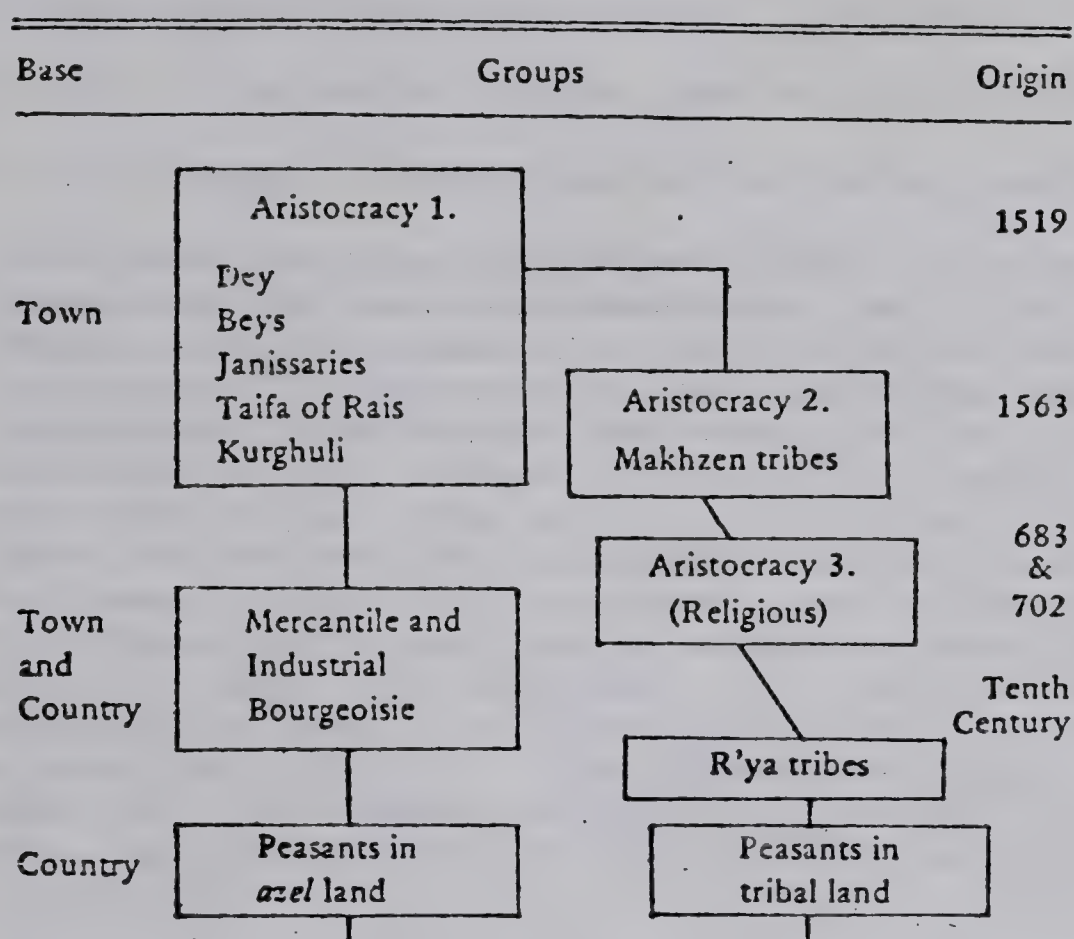 Base Groups Origin
Aristocracy 1.
1519
Dey
Town
Beys
Janissaries
Taifa of Rais
Kurghuli
Aristocracy 2.
1563
Makhzen tribes
683
&
702
Aristocracy 3.
(Religious)
Town
and
Country
Mercantile and
Industrial
Bourgeoisie
Tenth
Century
R'ya tribes
Country
Peasants in
azel land
Peasants in
tribal land